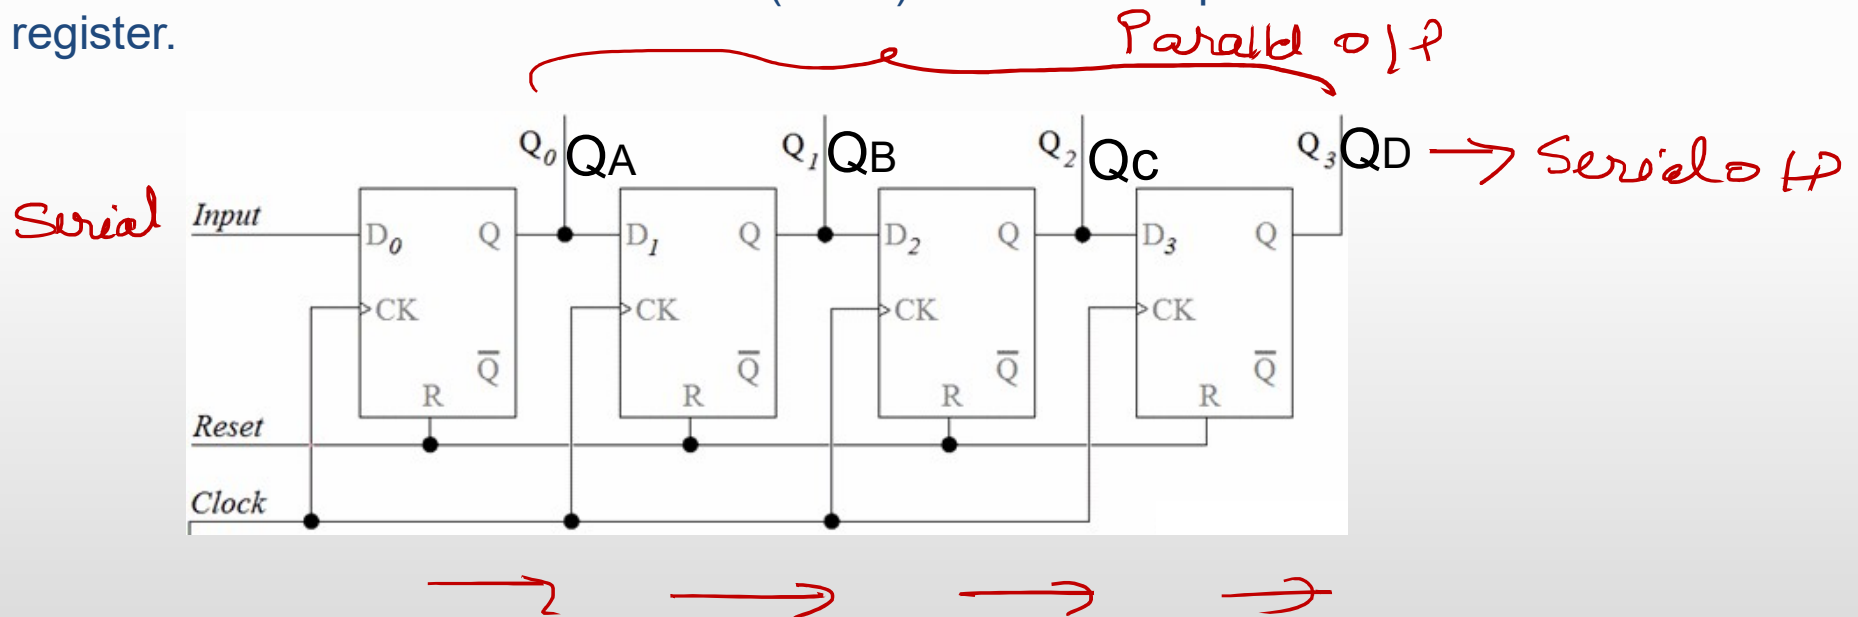 register.
Parallel o/P
Q0 QA Q1 QB Q2 QC Q3 QD → Serial o/P
Serial Input
D0 Q D1 Q D2 Q D3 Q
CK CK CK CK
Q̅ Q̅ Q̅ Q̅
R R R R
Reset
Clock